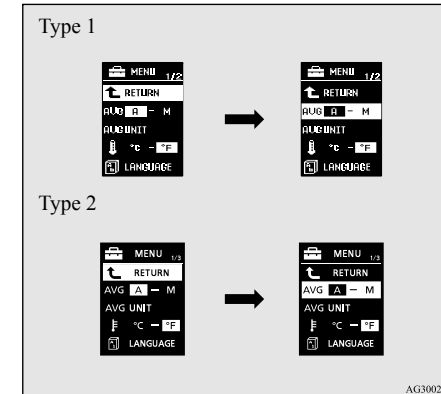 Type 1
MENU 1/2
RETURN
AVG A - M
AVG UNIT
°C - °F
LANGUAGE
MENU 1/2
RETURN
AVG A - M
AVG UNIT
°C - °F
LANGUAGE
Type 2
MENU 1/3
RETURN
AVG A - M
AVG UNIT
°C - °F
LANGUAGE
MENU 1/3
RETURN
AVG A - M
AVG UNIT
°C - °F
LANGUAGE
AG3002